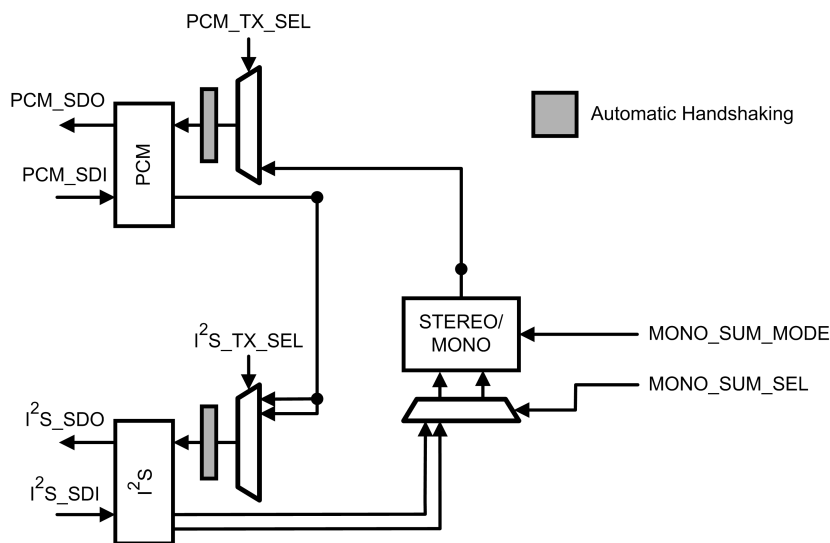 PCM_TX_SEL
PCM_SDO
Automatic Handshaking
PCM
PCM_SDI
STEREO/
MONO
I²S_TX_SEL
MONO_SUM_MODE
MONO_SUM_SEL
I²S_SDO
I²S
I²S_SDI